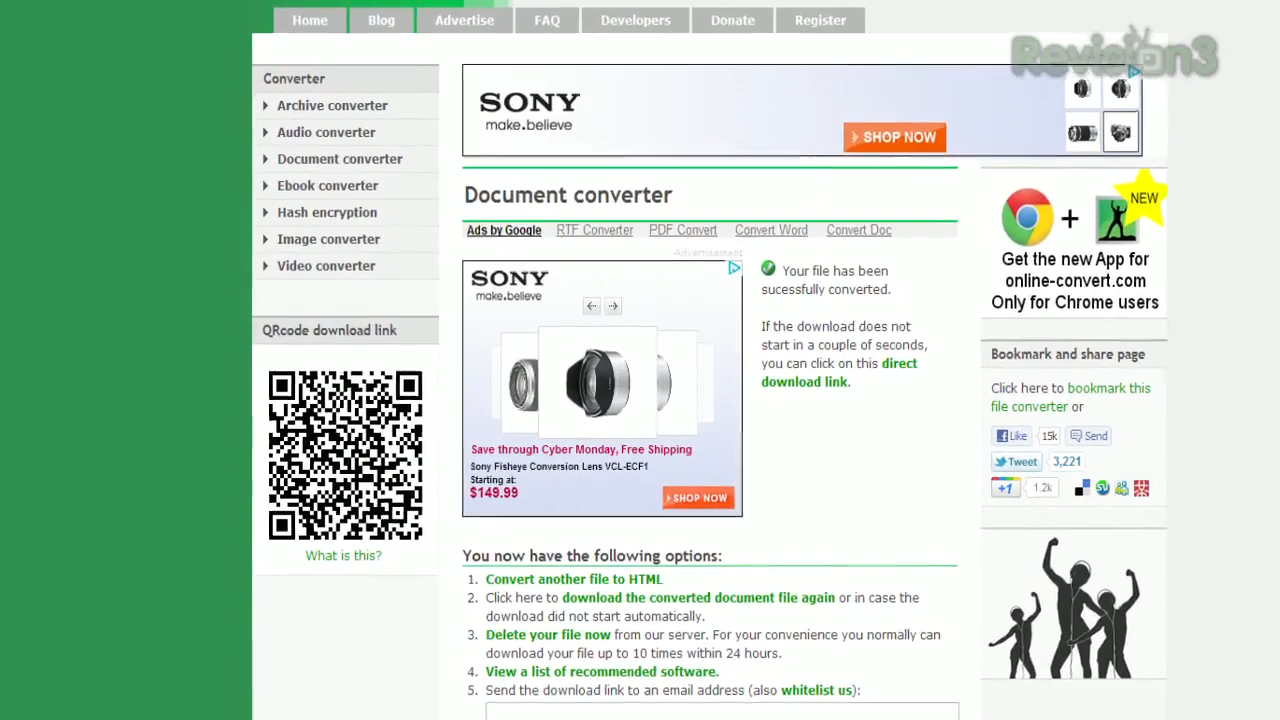 Home Blog Advertise FAQ Developers Donate Register
Revision3
Converter
Archive converter
Audio converter
Document converter
Ebook converter
Hash encryption
Image converter
Video converter
QRcode download link
What is this?
SONY
make.believe
SHOP NOW
Document converter
Ads by Google RTF Converter PDF Convert Convert Word Convert Doc
Advertisement
SONY
make.believe
Save through Cyber Monday, Free Shipping
Sony Fisheye Conversion Lens VCL-ECF1
Starting at:
$149.99
SHOP NOW
Your file has been
sucessfully converted.
If the download does not
start in a couple of seconds,
you can click on this direct
download link.
You now have the following options:
1. Convert another file to HTML
2. Click here to download the converted document file again or in case the
download did not start automatically.
3. Delete your file now from our server. For your convenience you normally can
download your file up to 10 times within 24 hours.
4. View a list of recommended software.
5. Send the download link to an email address (also whitelist us):
NEW
+
Get the new App for
online-convert.com
Only for Chrome users
Bookmark and share page
Click here to bookmark this
file converter or
Like 15k Send
Tweet 3,221
+1 1.2k